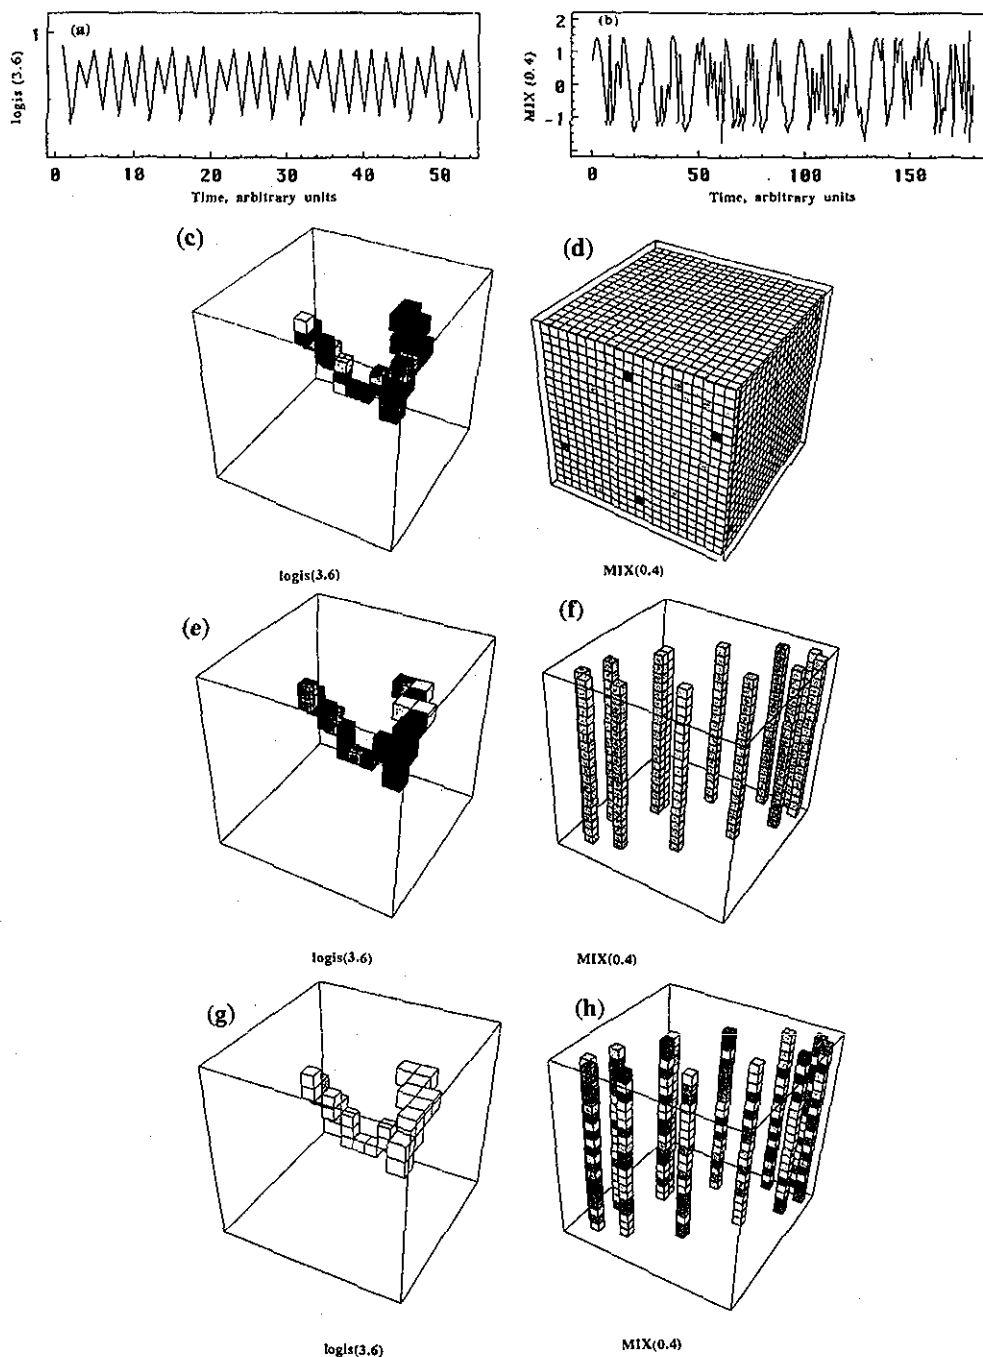 (a)
logis (3.6)
1
0 10 20 30 40 50
Time, arbitrary units
(b)
MIX (0.4)
2
1
0
-1
0 50 100 150
Time, arbitrary units
(c)
(d)
logis(3.6)
MIX(0.4)
(e)
(f)
logis(3.6)
MIX(0.4)
(g)
(h)
logis(3.6)
MIX(0.4)